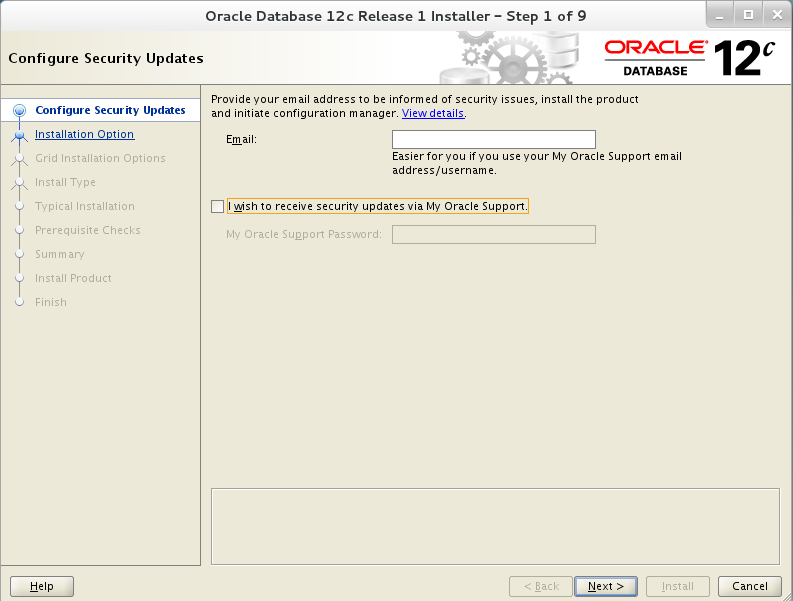 Oracle Database 12c Release 1 Installer – Step 1 of 9
Configure Security Updates
ORACLE® 12c
DATABASE
Configure Security Updates
Installation Option
Grid Installation Options
Install Type
Typical Installation
Prerequisite Checks
Summary
Install Product
Finish
Provide your email address to be informed of security issues, install the product
and initiate configuration manager. View details.
Email:
Easier for you if you use your My Oracle Support email
address/username.
I wish to receive security updates via My Oracle Support.
My Oracle Support Password:
Help
< Back
Next >
Install
Cancel